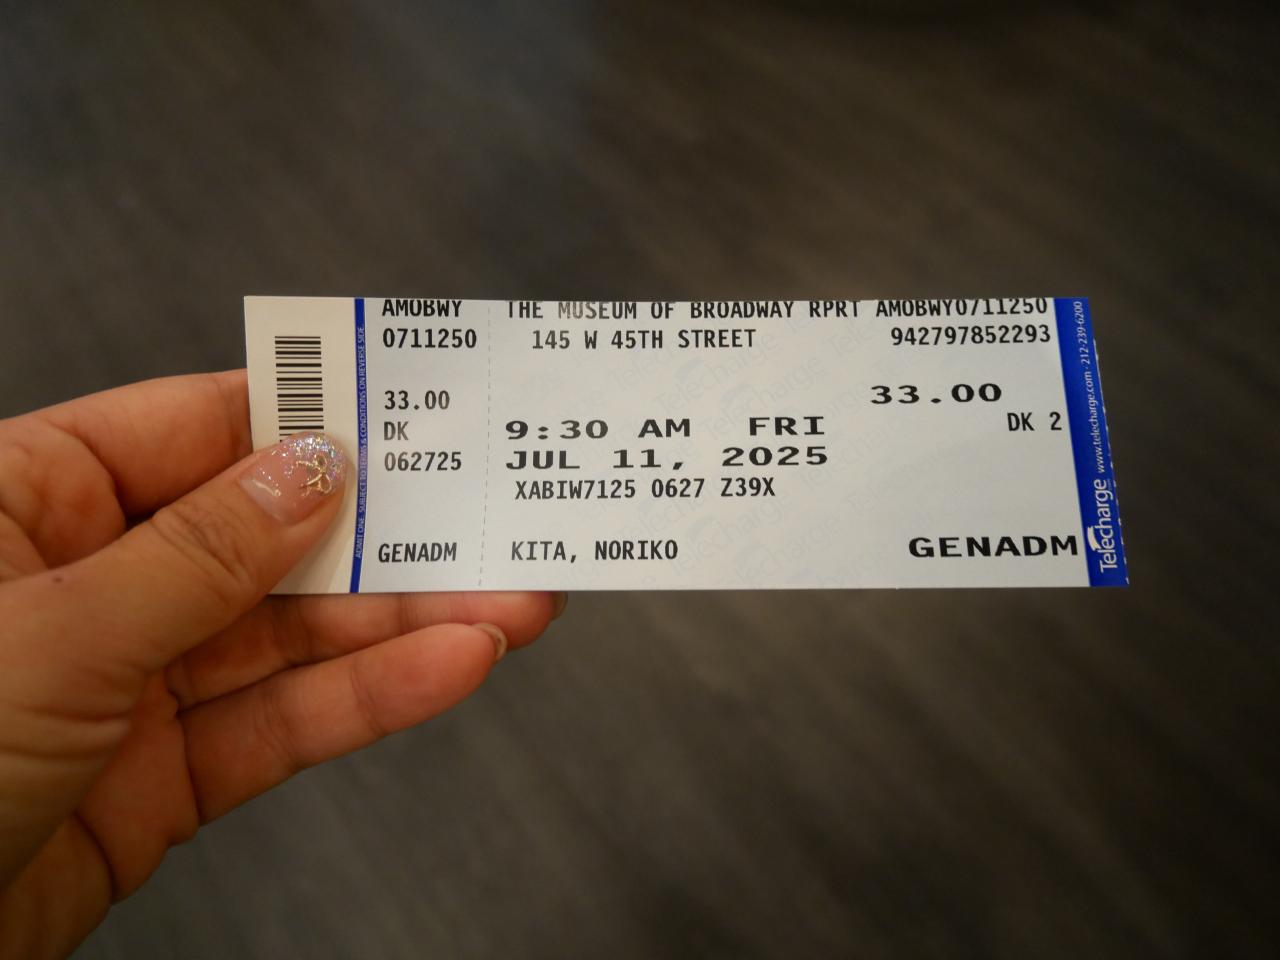 ADMIT ONE. SUBJECT TO TERMS & CONDITIONS ON REVERSE SIDE.
AMOBWY
0711250
33.00
DK
062725
GENADM
THE MUSEUM OF BROADWAY RPRT AMOBWY0711250
145 W 45TH STREET 942797852293
33.00
9:30 AM FRI DK 2
JUL 11, 2025
XABIW7125 0627 Z39X
KITA, NORIKO GENADM
Telecharge www.telecharge.com · 212-239-6200